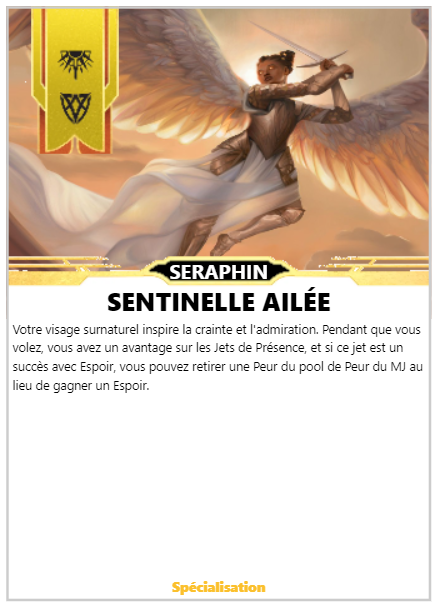 SERAPHIN
SENTINELLE AILÉE
Votre visage surnaturel inspire la crainte et l'admiration. Pendant que vous
volez, vous avez un avantage sur les Jets de Présence, et si ce jet est un
succès avec Espoir, vous pouvez retirer une Peur du pool de Peur du MJ au
lieu de gagner un Espoir.
Spécialisation